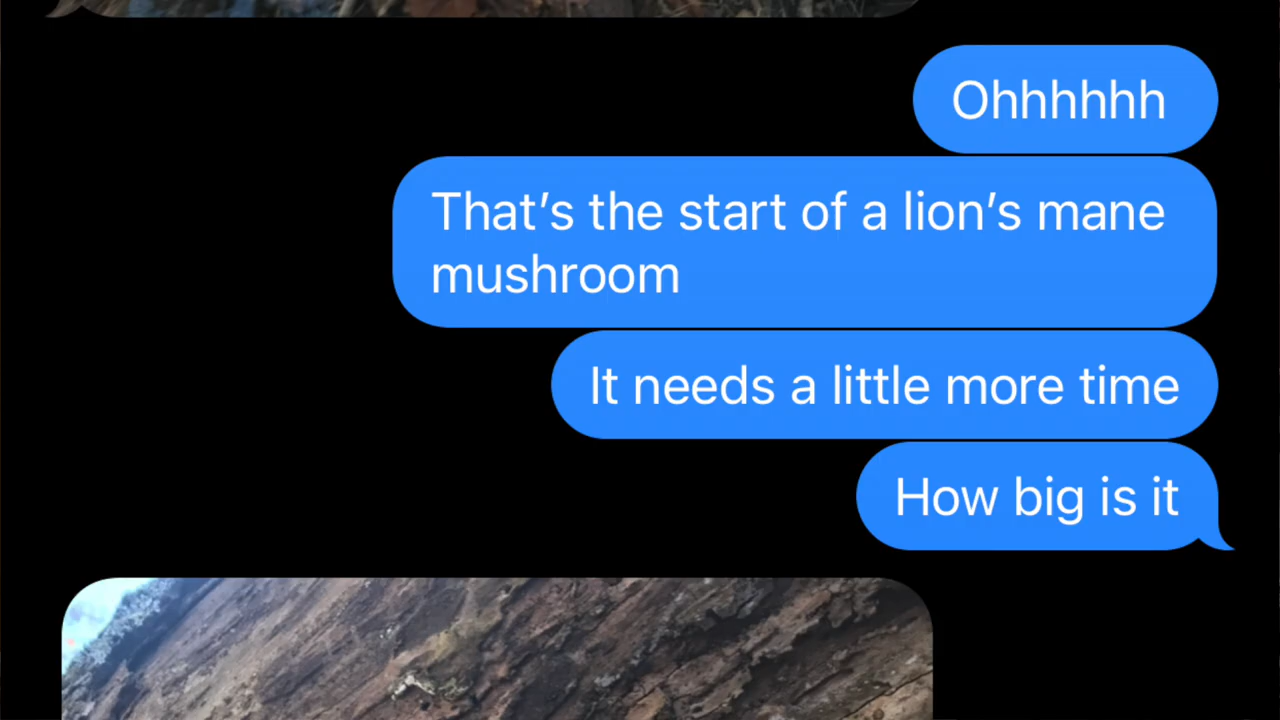 Ohhhhhh
That’s the start of a lion’s mane
mushroom
It needs a little more time
How big is it